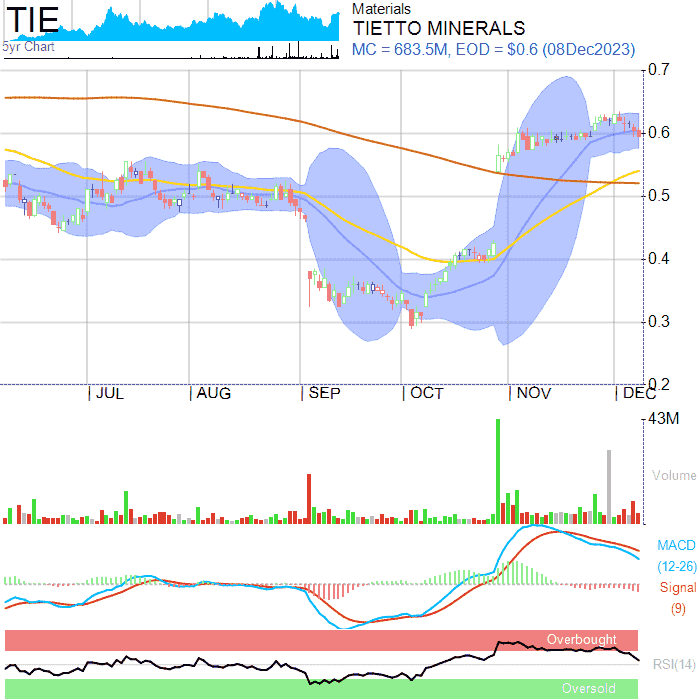 TIE
5yr Chart
Materials
TIETTO MINERALS
MC = 683.5M, EOD = $0.6 (08Dec2023)
0.7
0.6
0.5
0.4
0.3
0.2
JUL AUG SEP OCT NOV DEC
43M
Volume
MACD
(12-26)
Signal
(9)
Overbought
RSI(14)
Oversold